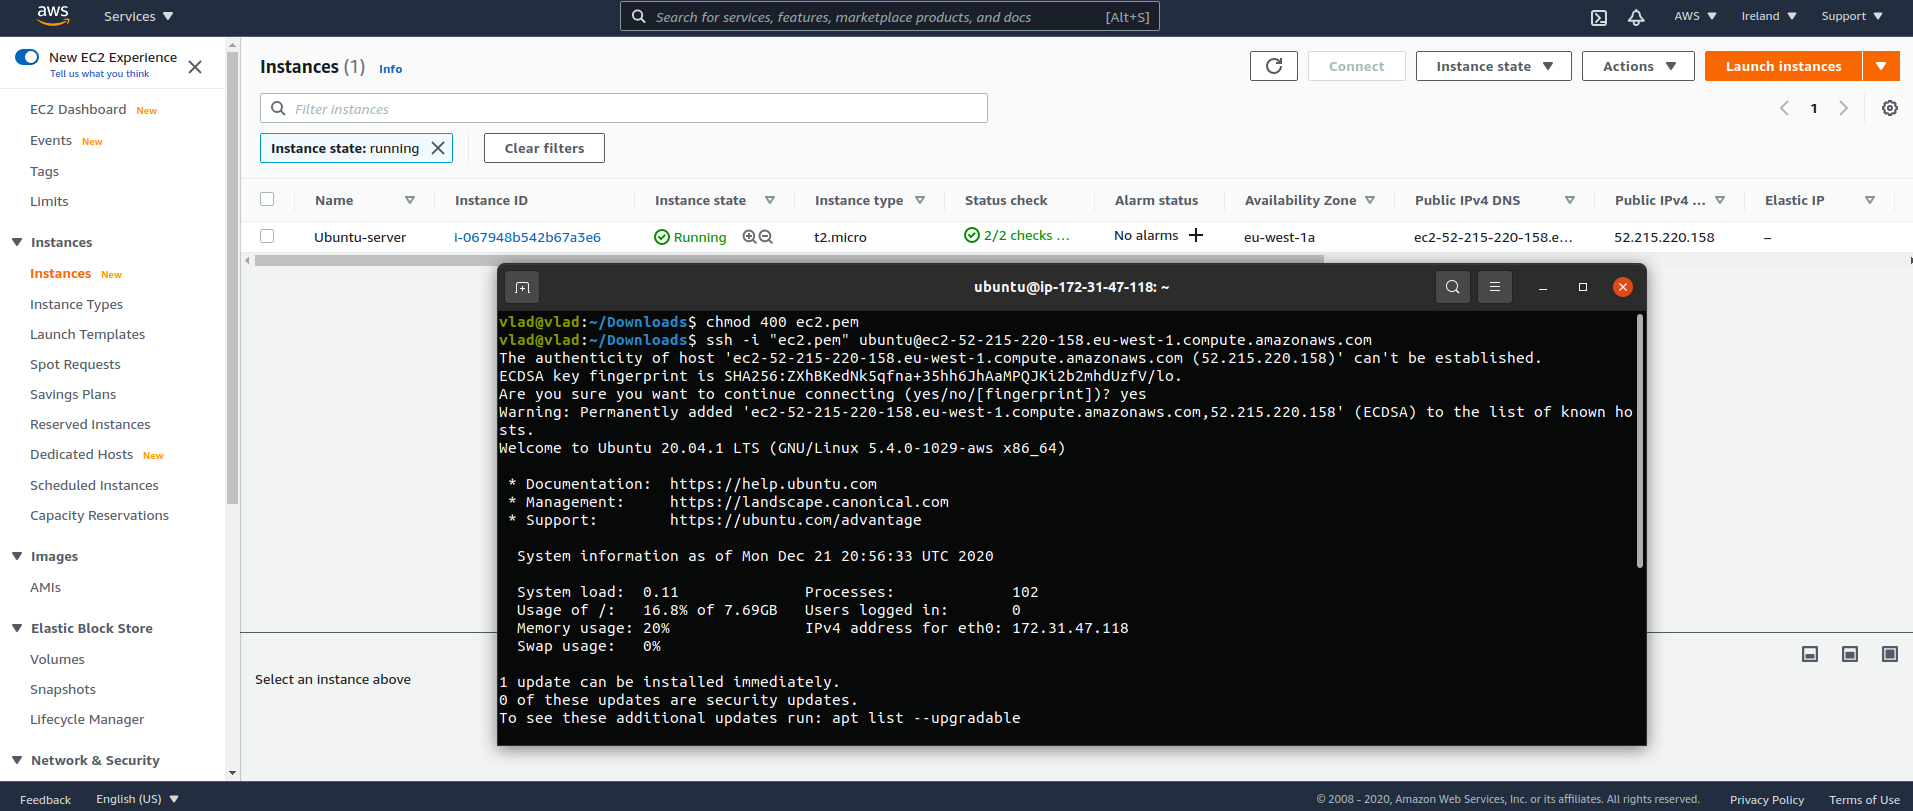 aws
Services
Search for services, features, marketplace products, and docs [Alt+S]
AWS
Ireland
Support
New EC2 Experience
Tell us what you think
EC2 Dashboard New
Events New
Tags
Limits
Instances
Instances New
Instance Types
Launch Templates
Spot Requests
Savings Plans
Reserved Instances
Dedicated Hosts New
Scheduled Instances
Capacity Reservations
Images
AMIs
Elastic Block Store
Volumes
Snapshots
Lifecycle Manager
Network & Security
Instances (1) Info
Connect
Instance state
Actions
Launch instances
Filter instances
1
Instance state: running
Clear filters
Name Instance ID Instance state Instance type Status check Alarm status Availability Zone Public IPv4 DNS Public IPv4 ... Elastic IP
Ubuntu-server i-067948b542b67a3e6 Running t2.micro 2/2 checks ... No alarms eu-west-1a ec2-52-215-220-158.e... 52.215.220.158 –
ubuntu@ip-172-31-47-118: ~
vlad@vlad:~/Downloads$ chmod 400 ec2.pem
vlad@vlad:~/Downloads$ ssh -i "ec2.pem" ubuntu@ec2-52-215-220-158.eu-west-1.compute.amazonaws.com
The authenticity of host 'ec2-52-215-220-158.eu-west-1.compute.amazonaws.com (52.215.220.158)' can't be established.
ECDSA key fingerprint is SHA256:ZXhBKedNk5qfna+35hh6JhAaMPQJKi2b2mhdUzfV/lo.
Are you sure you want to continue connecting (yes/no/[fingerprint])? yes
Warning: Permanently added 'ec2-52-215-220-158.eu-west-1.compute.amazonaws.com,52.215.220.158' (ECDSA) to the list of known ho
sts.
Welcome to Ubuntu 20.04.1 LTS (GNU/Linux 5.4.0-1029-aws x86_64)
* Documentation: https://help.ubuntu.com
* Management: https://landscape.canonical.com
* Support: https://ubuntu.com/advantage
System information as of Mon Dec 21 20:56:33 UTC 2020
System load: 0.11 Processes: 102
Usage of /: 16.8% of 7.69GB Users logged in: 0
Memory usage: 20% IPv4 address for eth0: 172.31.47.118
Swap usage: 0%
1 update can be installed immediately.
0 of these updates are security updates.
To see these additional updates run: apt list --upgradable
Select an instance above
Feedback
English (US)
© 2008 - 2020, Amazon Web Services, Inc. or its affiliates. All rights reserved.
Privacy Policy
Terms of Use